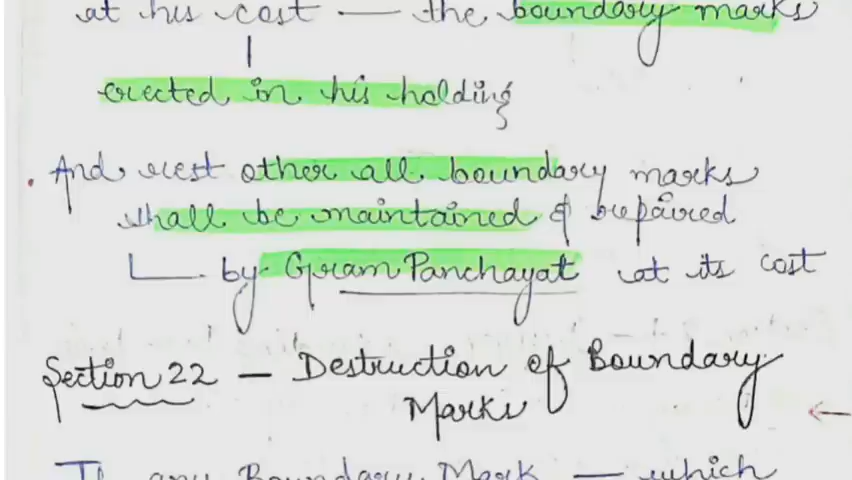 at his cost — the boundary marks
erected in his holding
And rest other all boundary marks
shall be maintained & repaired
by Gram Panchayat at its cost
Section 22 — Destruction of Boundary
Marks
If any Boundary Mark — which